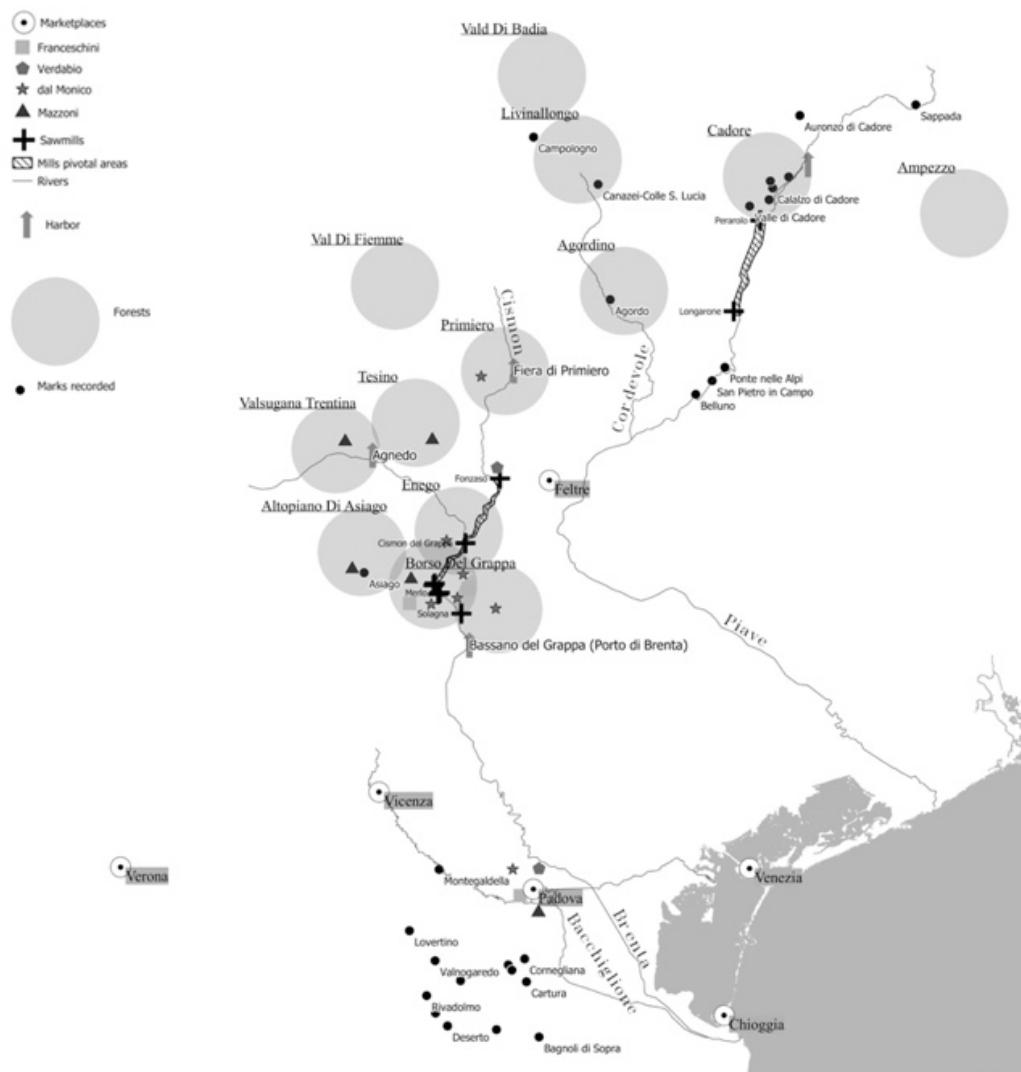 Marketplaces
Franceschini
Verdabio
dal Monico
Mazzoni
Sawmills
Mills pivotal areas
Rivers
Harbor
Forests
Marks recorded
Vald Di Badia
Livinallongo
Campologno
Canazei-Colle S. Lucia
Cadore
Auronzo di Cadore
Sappada
Ampezzo
Calalzo di Cadore
Perarolo
Valle di Cadore
Val Di Fiemme
Agordino
Agordo
Longarone
Cismon
Primiero
Fiera di Primiero
Tesino
Valsugana Trentina
Agnedo
Cordevole
Ponte nelle Alpi
San Pietro in Campo
Belluno
Fonzaso
Feltre
Enego
Altopiano Di Asiago
Cismon del Grappa
Borso Del Grappa
Asiago
Merlo
Solagna
Bassano del Grappa (Porto di Brenta)
Piave
Vicenza
Verona
Montegaldella
Padova
Venezia
Brenta
Bacchiglione
Lovertino
Valnogaredo
Cornegliana
Cartura
Rivadolmo
Deserto
Bagnoli di Sopra
Chioggia